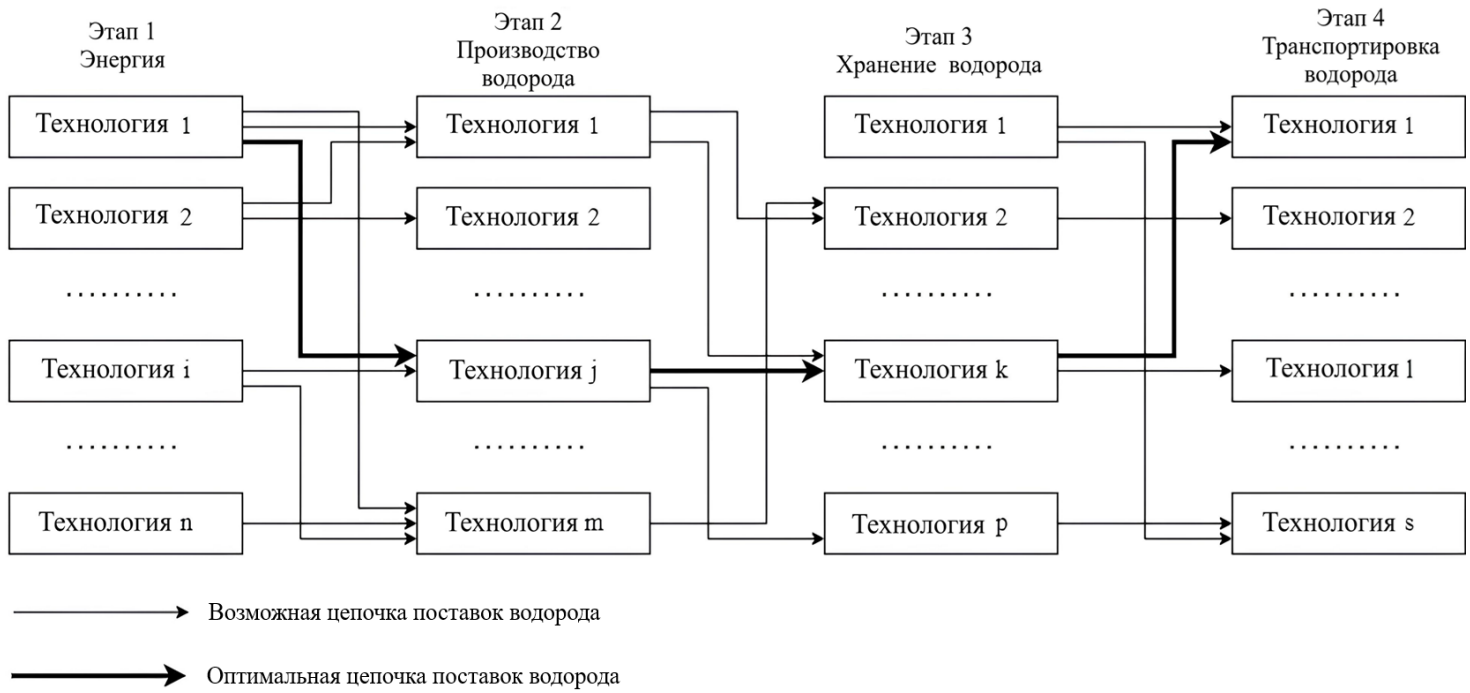 Этап 1
Энергия
Этап 2
Производство
водорода
Этап 3
Хранение водорода
Этап 4
Транспортировка
водорода
Технология 1
Технология 1
Технология 1
Технология 1
Технология 2
Технология 2
Технология 2
Технология 2
..........
..........
..........
..........
Технология i
Технология j
Технология k
Технология l
..........
..........
..........
..........
Технология n
Технология m
Технология p
Технология s
Возможная цепочка поставок водорода
Оптимальная цепочка поставок водорода